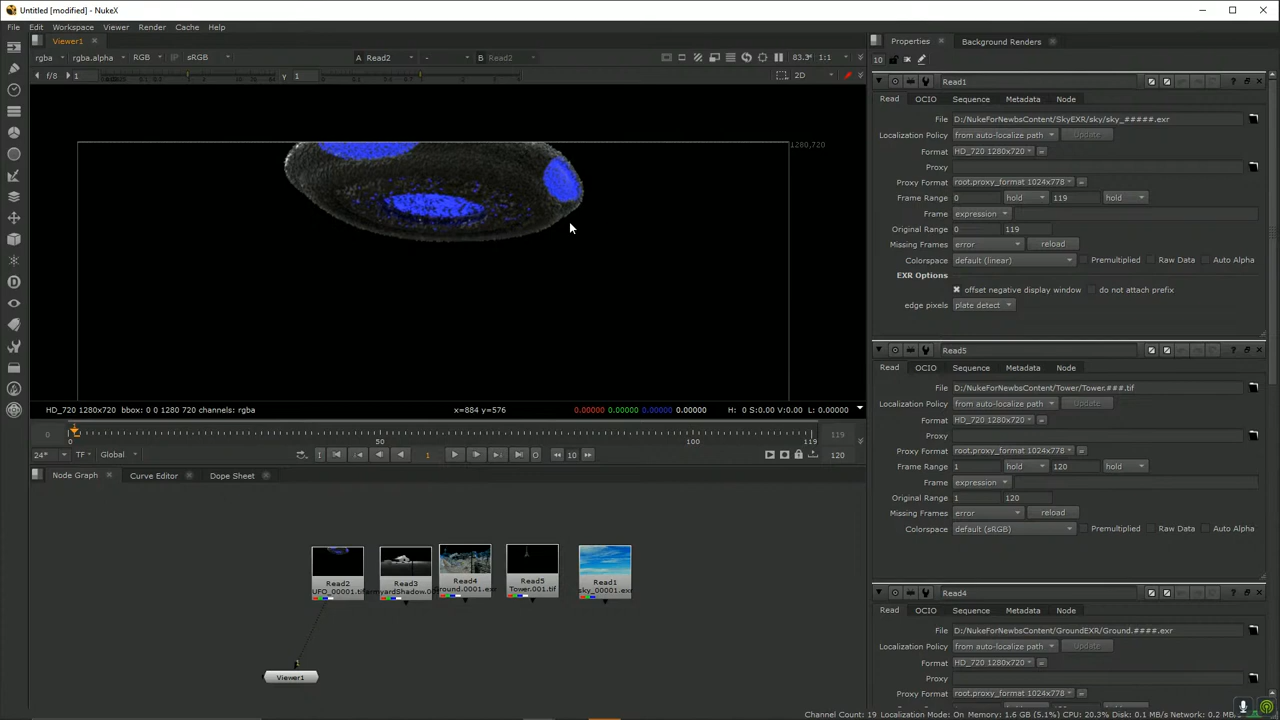 Untitled [modified] - NukeX
File Edit Workspace Viewer Render Cache Help
Viewer1
rgba rgba.alpha RGB IP sRGB A Read2 - B Read2 83.3 1:1
f/8 1 Y 1 2D
1280,720
HD_720 1280x720 bbox: 0 0 1280 720 channels: rgba x=884 y=576 0.00000 0.00000 0.00000 0.00000 H: 0 S:0.00 V:0.00 L: 0.00000
0 0 50 100 119 119
24* TF Global 1 10 120
Node Graph Curve Editor Dope Sheet
Read2
UFO_00001.tif
Read3
Read4
Ground.0001.exr
Read5
Tower.001.tif
Read1
sky_00001.exr
Viewer1
Properties Background Renders
10
Read1
Read OCIO Sequence Metadata Node
File D:/NukeForNewbsContent/SkyEXR/sky/sky_#####.exr
Localization Policy from auto-localize path Update
Format HD_720 1280x720 =
Proxy
Proxy Format root.proxy_format 1024x778 =
Frame Range 0 hold 119 hold
Frame expression
Original Range 0 119
Missing Frames error reload
Colorspace default (linear) Premultiplied Raw Data Auto Alpha
EXR Options
offset negative display window do not attach prefix
edge pixels plate detect
Read5
Read OCIO Sequence Metadata Node
File D:/NukeForNewbsContent/Tower/Tower.###.tif
Localization Policy from auto-localize path Update
Format HD_720 1280x720 =
Proxy
Proxy Format root.proxy_format 1024x778 =
Frame Range 1 hold 120 hold
Frame expression
Original Range 1 120
Missing Frames error reload
Colorspace default (sRGB) Premultiplied Raw Data Auto Alpha
Read4
Read OCIO Sequence Metadata Node
File D:/NukeForNewbsContent/GroundEXR/Ground.####.exr
Localization Policy from auto-localize path Update
Format HD_720 1280x720 =
Proxy
Proxy Format root.proxy_format 1024x778 =
Channel Count: 19 Localization Mode: On Memory: 1.6 GB (5.1%) CPU: 20.3% Disk: 0.1 MB/s Network: 0.2 MB